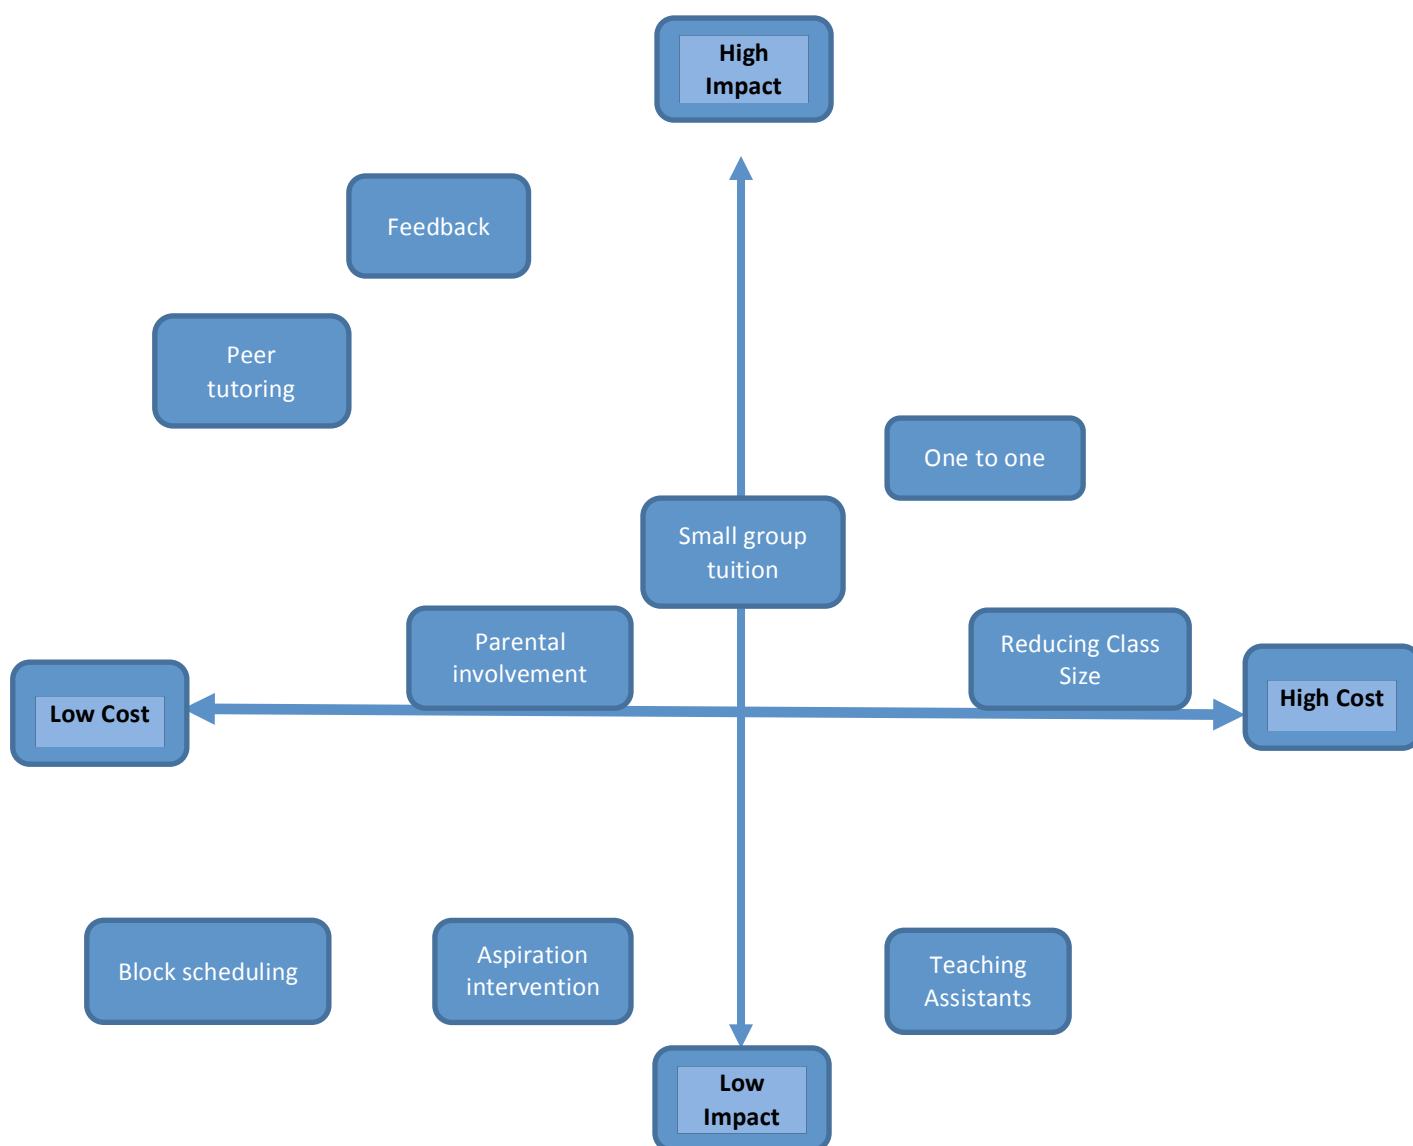 High
Impact
Feedback
Peer
tutoring
One to one
Small group
tuition
Parental
involvement
Reducing Class
Size
Low Cost
High Cost
Block scheduling
Aspiration
intervention
Teaching
Assistants
Low
Impact